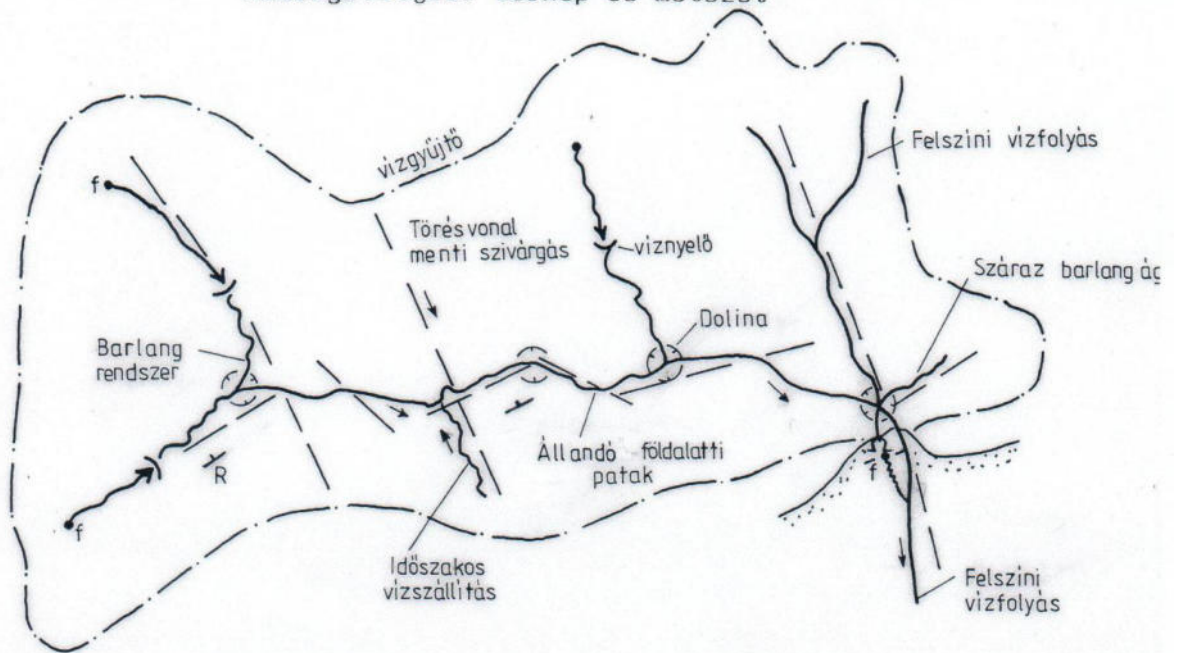 vízgyűjtő
Felszíni vízfolyás
f
Törésvonal
menti szivárgás
víznyelő
Száraz barlang ág
Dolina
Barlang
rendszer
R
Állandó földalatti
patak
f
f
Időszakos
vízszállítás
Felszíni
vízfolyás